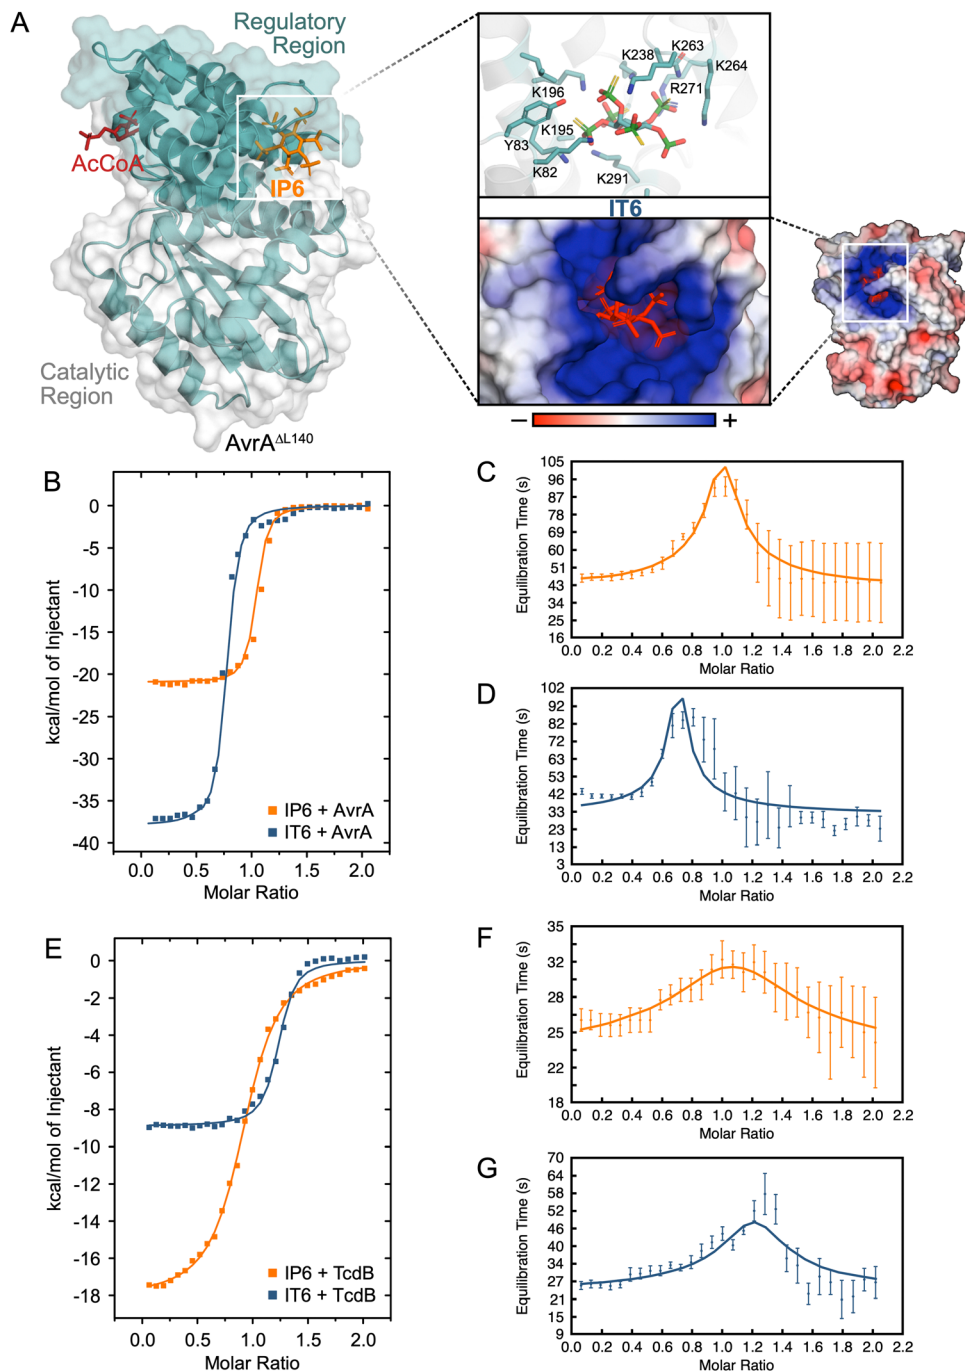 A
Regulatory
Region
AcCoA
IP6
Catalytic
Region
AvrAΔL140
K238
K263
K264
K196
R271
K195
Y83
K82
K291
IT6
− +
B
0
-5
-10
-15
-20
-25
-30
-35
-40
kcal/mol of Injectant
IP6 + AvrA
IT6 + AvrA
0.0 0.5 1.0 1.5 2.0
Molar Ratio
C
105
96
87
78
69
60
51
43
34
25
16
Equilibration Time (s)
0.0 0.2 0.4 0.6 0.8 1.0 1.2 1.4 1.6 1.8 2.0 2.2
Molar Ratio
D
102
92
82
72
62
53
43
33
23
13
3
Equilibration Time (s)
0.0 0.2 0.4 0.6 0.8 1.0 1.2 1.4 1.6 1.8 2.0 2.2
Molar Ratio
E
0
-2
-4
-6
-8
-10
-12
-14
-16
-18
kcal/mol of Injectant
IP6 + TcdB
IT6 + TcdB
0.0 0.5 1.0 1.5 2.0
Molar Ratio
F
35
32
28
25
22
18
Equilibration Time (s)
0.0 0.2 0.4 0.6 0.8 1.0 1.2 1.4 1.6 1.8 2.0 2.2
Molar Ratio
G
70
64
58
52
46
40
34
27
21
15
9
Equilibration Time (s)
0.0 0.2 0.4 0.6 0.8 1.0 1.2 1.4 1.6 1.8 2.0 2.2
Molar Ratio